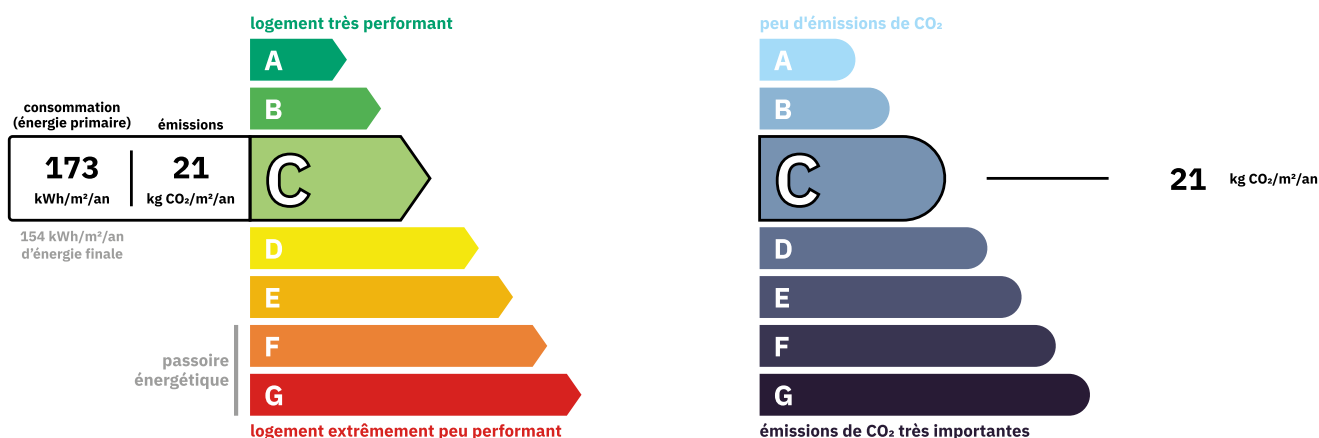 logement très performant
A
B
consommation
(énergie primaire)
émissions
173
kWh/m²/an
21
kg CO₂/m²/an
C
154 kWh/m²/an
d'énergie finale
D
E
passoire
énergétique
F
G
logement extrêmement peu performant
peu d'émissions de CO₂
A
B
C
21 kg CO₂/m²/an
D
E
F
G
émissions de CO₂ très importantes